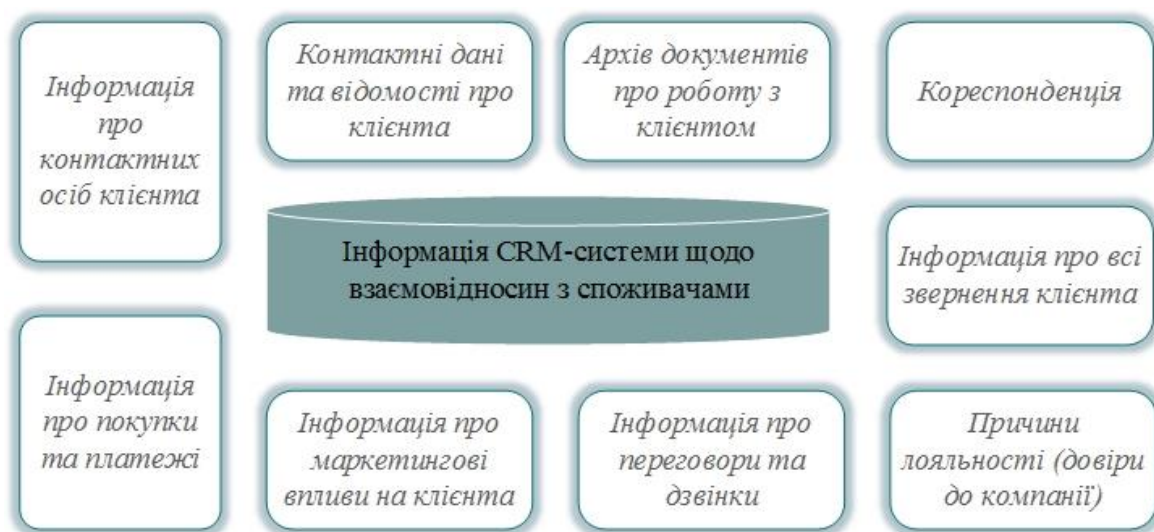 Інформація
про
контактних
осіб клієнта
Контактні дані
та відомості про
клієнта
Архів документів
про роботу з
клієнтом
Кореспонденція
Інформація CRM-системи щодо
взаємовідносин з споживачами
Інформація про всі
звернення клієнта
Інформація
про покупки
та платежі
Інформація про
маркетингові
впливи на клієнта
Інформація про
переговори та
дзвінки
Причини
лояльності (довіри
до компанії)